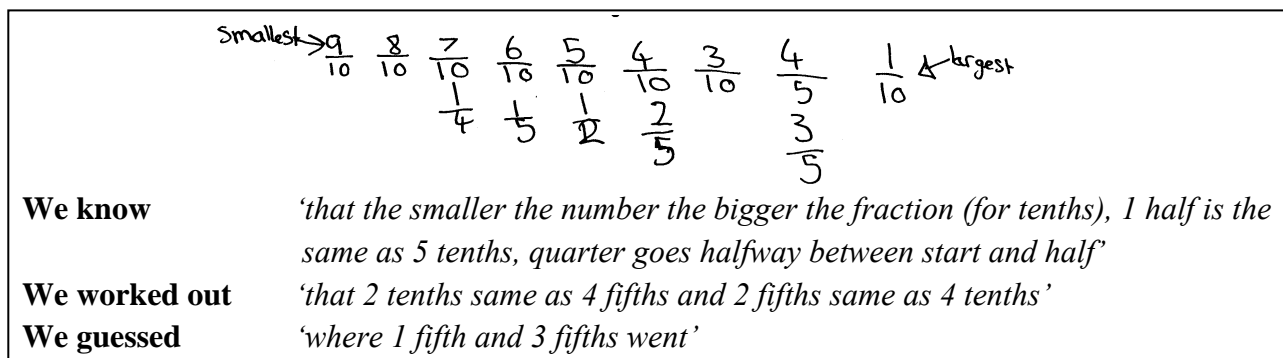 Smallest → 9/10 8/10 7/10 6/10 5/10 4/10 3/10 4/5 1/10 ← largest
1/4 1/5 1/2 2/5 3/5
We know ‘that the smaller the number the bigger the fraction (for tenths), 1 half is the
same as 5 tenths, quarter goes halfway between start and half’
We worked out ‘that 2 tenths same as 4 fifths and 2 fifths same as 4 tenths’
We guessed ‘where 1 fifth and 3 fifths went’